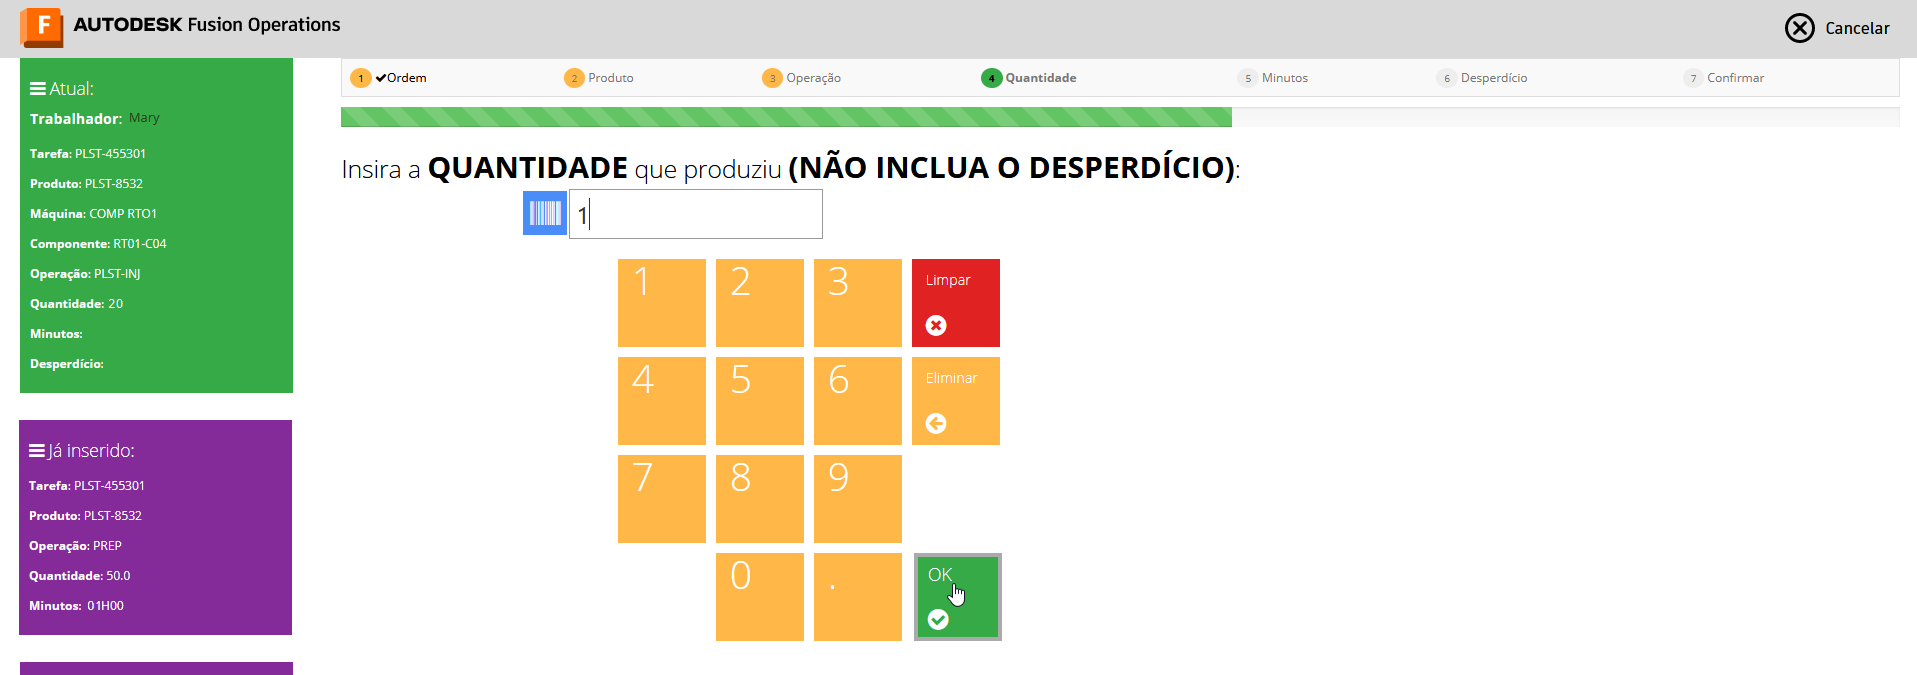 F AUTODESK Fusion Operations
Cancelar
1 Ordem 2 Produto 3 Operação 4 Quantidade 5 Minutos 6 Desperdício 7 Confirmar
Atual:
Trabalhador: Mary
Tarefa: PLST-455301
Produto: PLST-8532
Máquina: COMP RTO1
Componente: RT01-C04
Operação: PLST-INJ
Quantidade: 20
Minutos:
Desperdício:
Já inserido:
Tarefa: PLST-455301
Produto: PLST-8532
Operação: PREP
Quantidade: 50.0
Minutos: 01H00
Insira a QUANTIDADE que produziu (NÃO INCLUA O DESPERDÍCIO):
1
1 2 3 Limpar
4 5 6 Eliminar
7 8 9
0 . OK